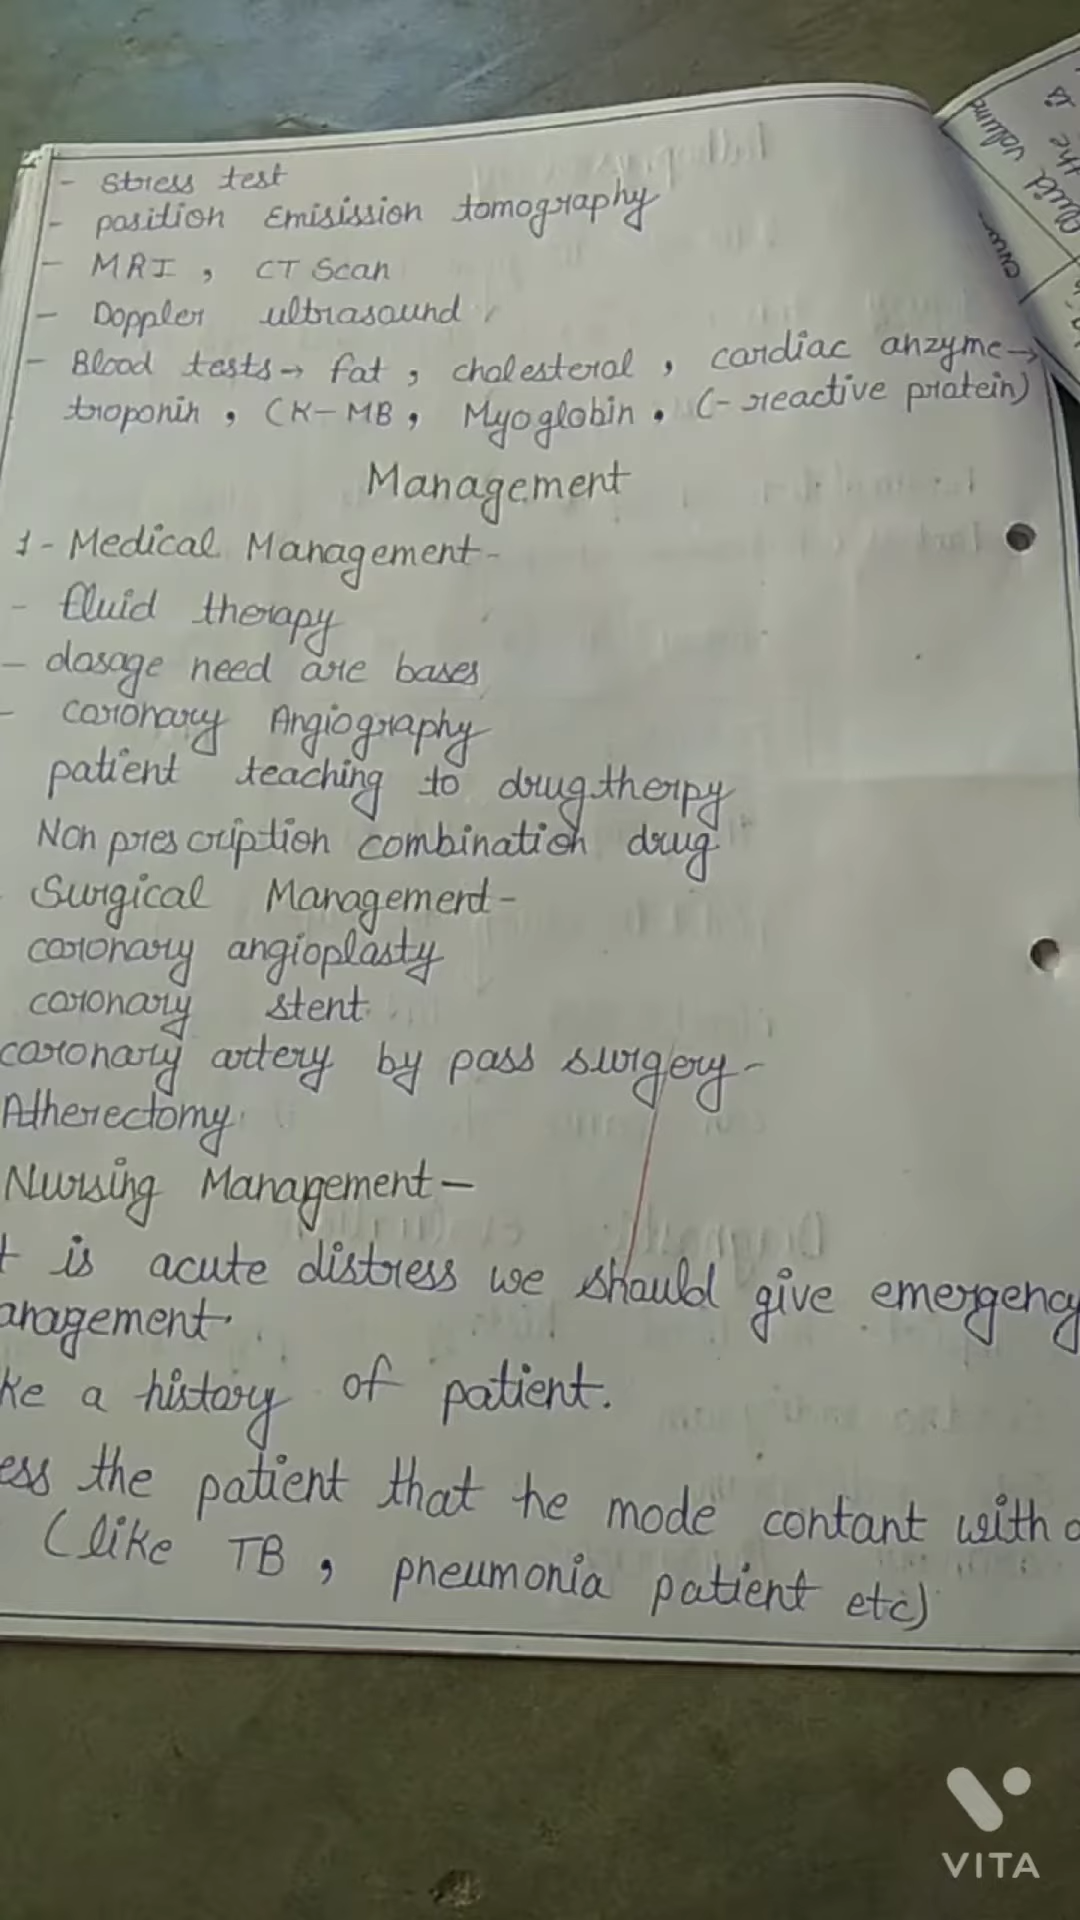 - stress test
- position Emisission tomography
- MRI , CT Scan
- Doppler ultrasound
- Blood tests→ fat , cholesterol , cardiac anzyme→
troponin , CK-MB , Myoglobin . C-reactive protein)
Management
1- Medical Management-
- fluid therapy
- dosage need are bases
- coronary Angiography
patient teaching to drug therpy
Non prescription combination drug
Surgical Management-
coronary angioplasty
coronary stent
coronary artery by pass surgery-
Atherectomy
Nursing Management-
t is acute distress we should give emergency
anagement.
ke a history of patient.
ess the patient that he mode contant with
(like TB , pneumonia patient etc)
volume
fluid
the is
VITA